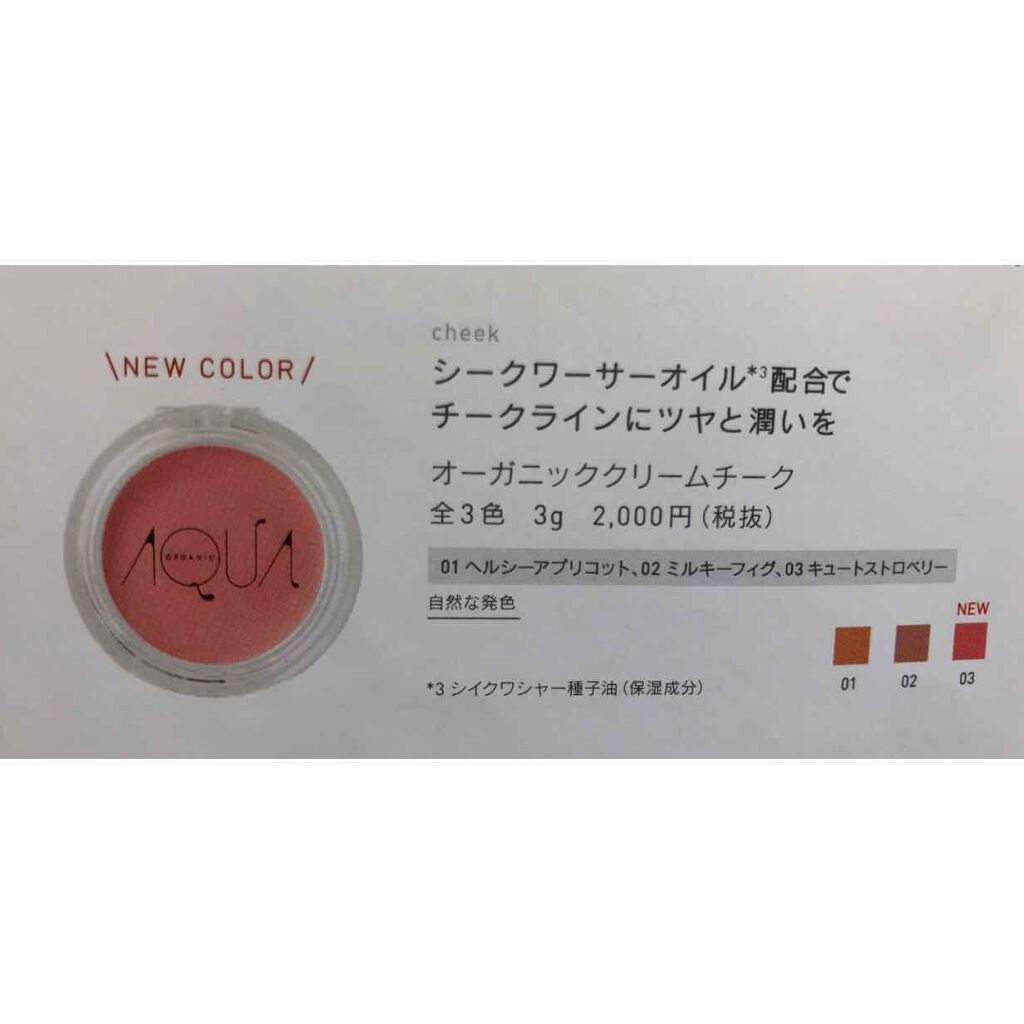 \NEW COLOR/
AQUA
ORGANIC
cheek
シークワーサーオイル*3配合で
チークラインにツヤと潤いを
オーガニッククリームチーク
全3色 3g 2,000円(税抜)
01 ヘルシーアプリコット、02 ミルキーフィグ、03 キュートストロベリー
自然な発色
NEW
01 02 03
*3 シイクワシャー種子油(保湿成分)